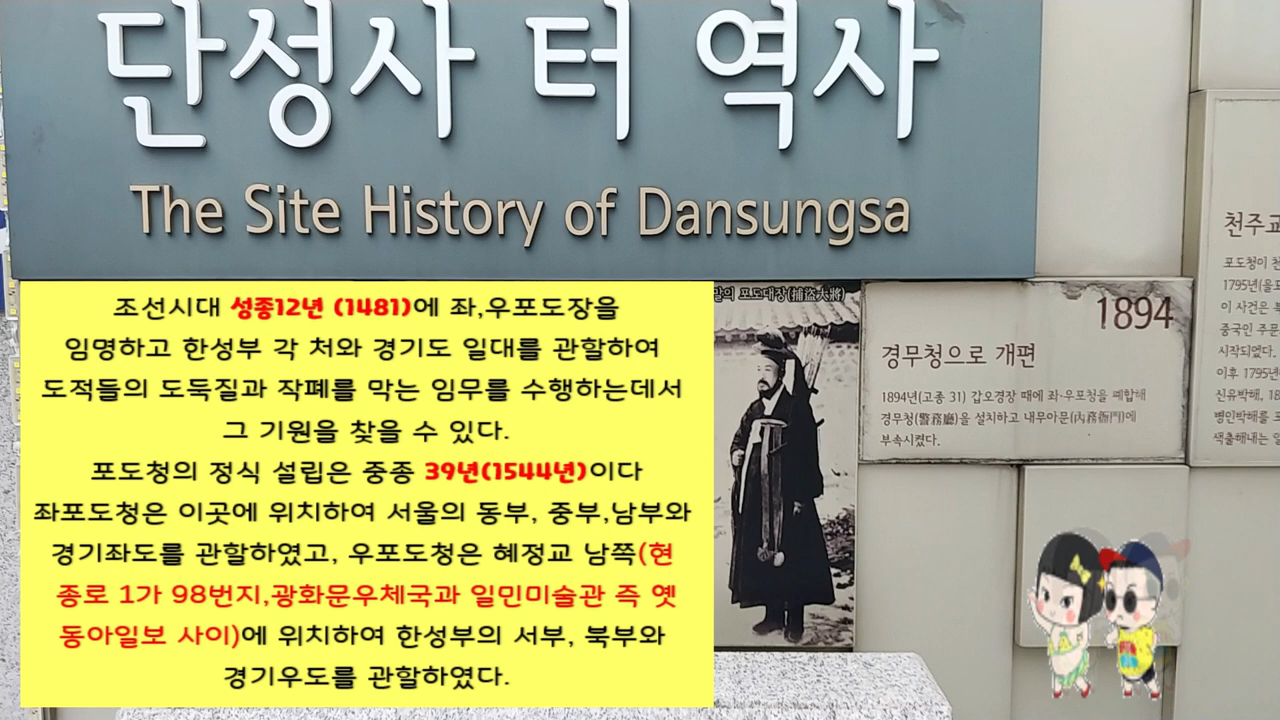 단성사 터 역사
The Site History of Dansungsa
조선시대 성종12년 (1481)에 좌,우포도장을
임명하고 한성부 각 처와 경기도 일대를 관할하여
도적들의 도둑질과 작폐를 막는 임무를 수행하는데서
그 기원을 찾을 수 있다.
포도청의 정식 설립은 중종 39년(1544년)이다
좌포도청은 이곳에 위치하여 서울의 동부, 중부,남부와
경기좌도를 관할하였고, 우포도청은 혜정교 남쪽(현
종로 1가 98번지,광화문우체국과 일민미술관 즉 옛
동아일보 사이)에 위치하여 한성부의 서부, 북부와
경기우도를 관할하였다.
말의 포도대장(捕盜大將)
1894
경무청으로 개편
1894년(고종 31) 갑오경장 때에 좌·우포청을 폐합해
경무청(警務廳)을 설치하고 내무아문(內務衙門)에
부속시켰다.
천주교
포도청이 천
1795년(을묘
이 사건은
중국인 주문
시작되었다.
이후 1795년
신유박해, 18
병인박해를
색출해내는 일